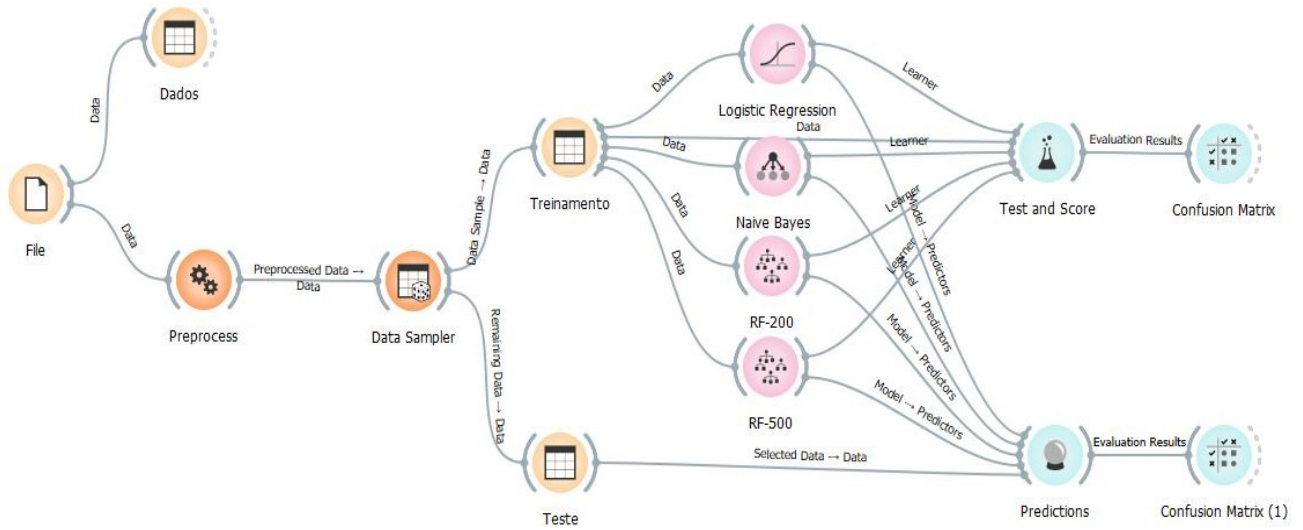 Dados
Data
File
Data
Preprocess
Preprocessed Data →
Data
Data Sampler
Data Sample → Data
Remaining Data → Data
Treinamento
Teste
Data
Data
Data
Data
Data
Logistic Regression
Naive Bayes
RF-200
RF-500
Learner
Learner
Learner
Learner
Model → Predictors
Model → Predictors
Model → Predictors
Model → Predictors
Selected Data → Data
Test and Score
Evaluation Results
Confusion Matrix
Predictions
Evaluation Results
Confusion Matrix (1)